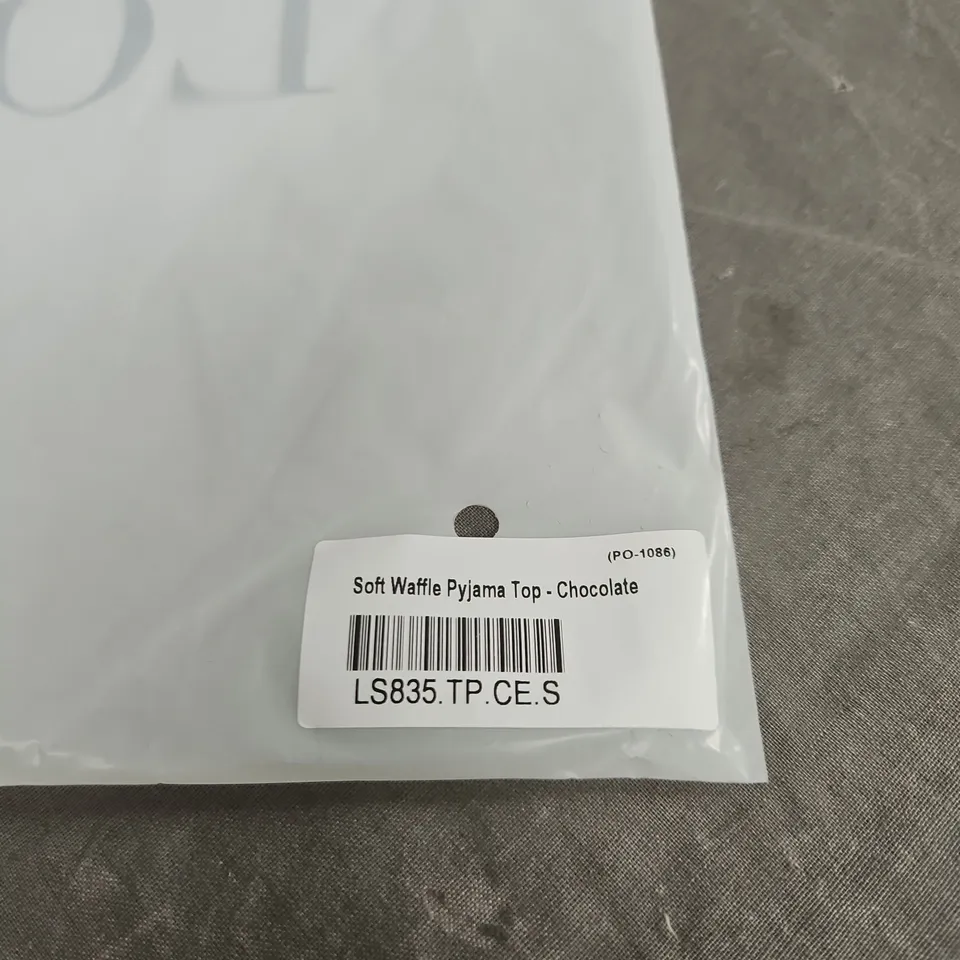 (PO-1086)
Soft Waffle Pyjama Top - Chocolate
LS835.TP.CE.S